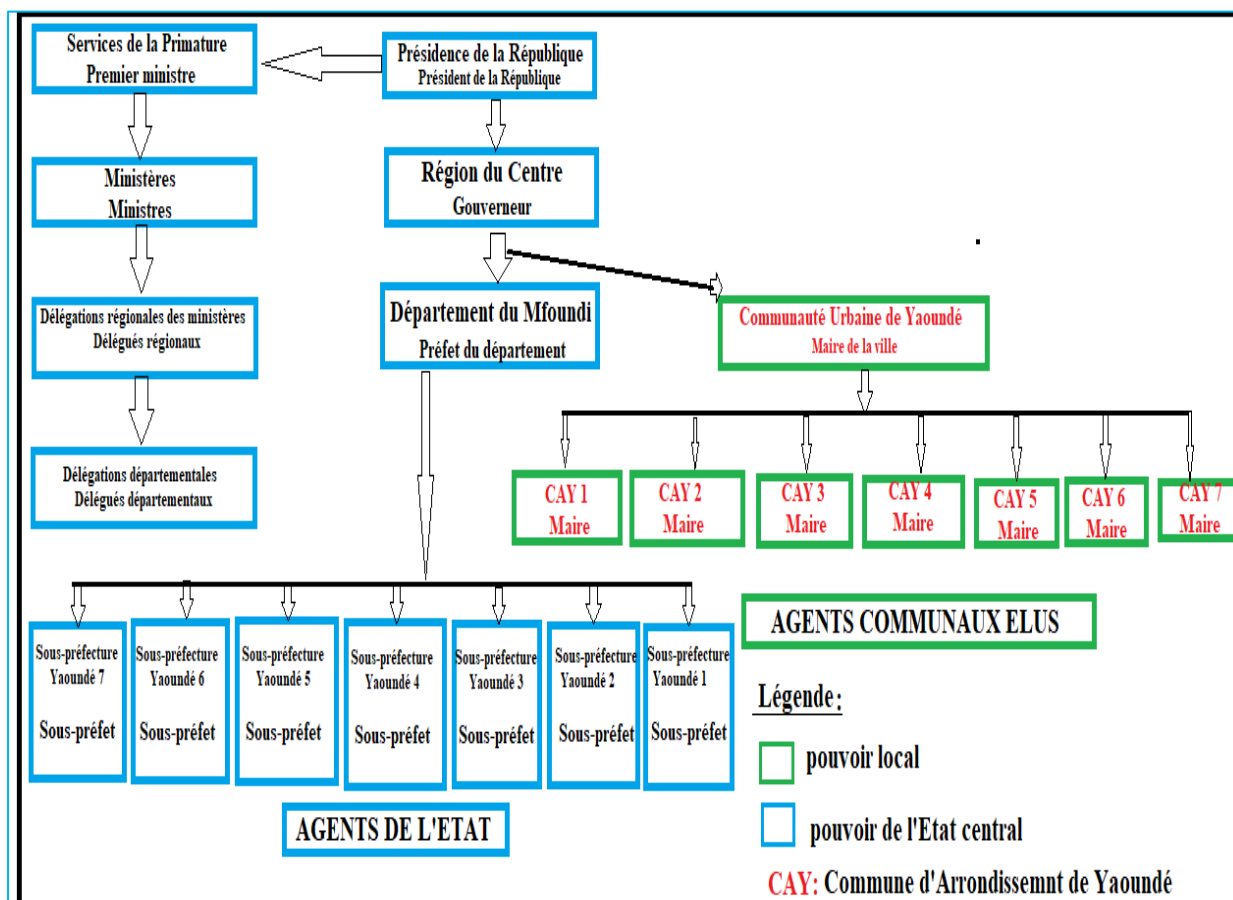 Services de la Primature
Premier ministre
Présidence de la République
Président de la République
Ministères
Ministres
Région du Centre
Gouverneur
Délégations régionales des ministères
Délégués régionaux
Département du Mfoundi
Préfet du département
Communauté Urbaine de Yaoundé
Maire de la ville
Délégations départementales
Délégués départementaux
CAY 1
Maire
CAY 2
Maire
CAY 3
Maire
CAY 4
Maire
CAY 5
Maire
CAY 6
Maire
CAY 7
Maire
Sous-préfecture
Yaoundé 7
Sous-préfet
Sous-préfecture
Yaoundé 6
Sous-préfet
Sous-préfecture
Yaoundé 5
Sous-préfet
Sous-préfecture
Yaoundé 4
Sous-préfet
Sous-préfecture
Yaoundé 3
Sous-préfet
Sous-préfecture
Yaoundé 2
Sous-préfet
Sous-préfecture
Yaoundé 1
Sous-préfet
AGENTS DE L'ETAT
AGENTS COMMUNAUX ELUS
Légende:
pouvoir local
pouvoir de l'Etat central
CAY: Commune d'Arrondissemnt de Yaoundé